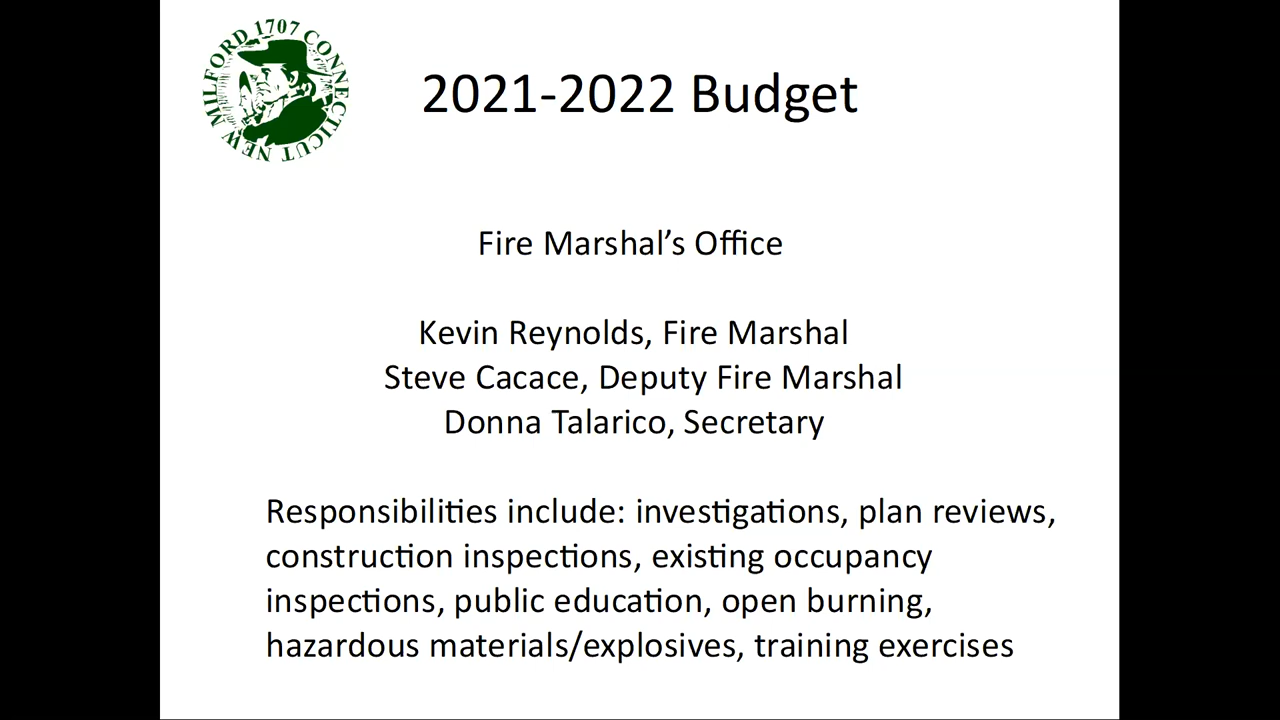 NEW MILFORD 1707 CONNECTICUT
2021-2022 Budget
Fire Marshal’s Office
Kevin Reynolds, Fire Marshal
Steve Cacace, Deputy Fire Marshal
Donna Talarico, Secretary
Responsibilities include: investigations, plan reviews,
construction inspections, existing occupancy
inspections, public education, open burning,
hazardous materials/explosives, training exercises